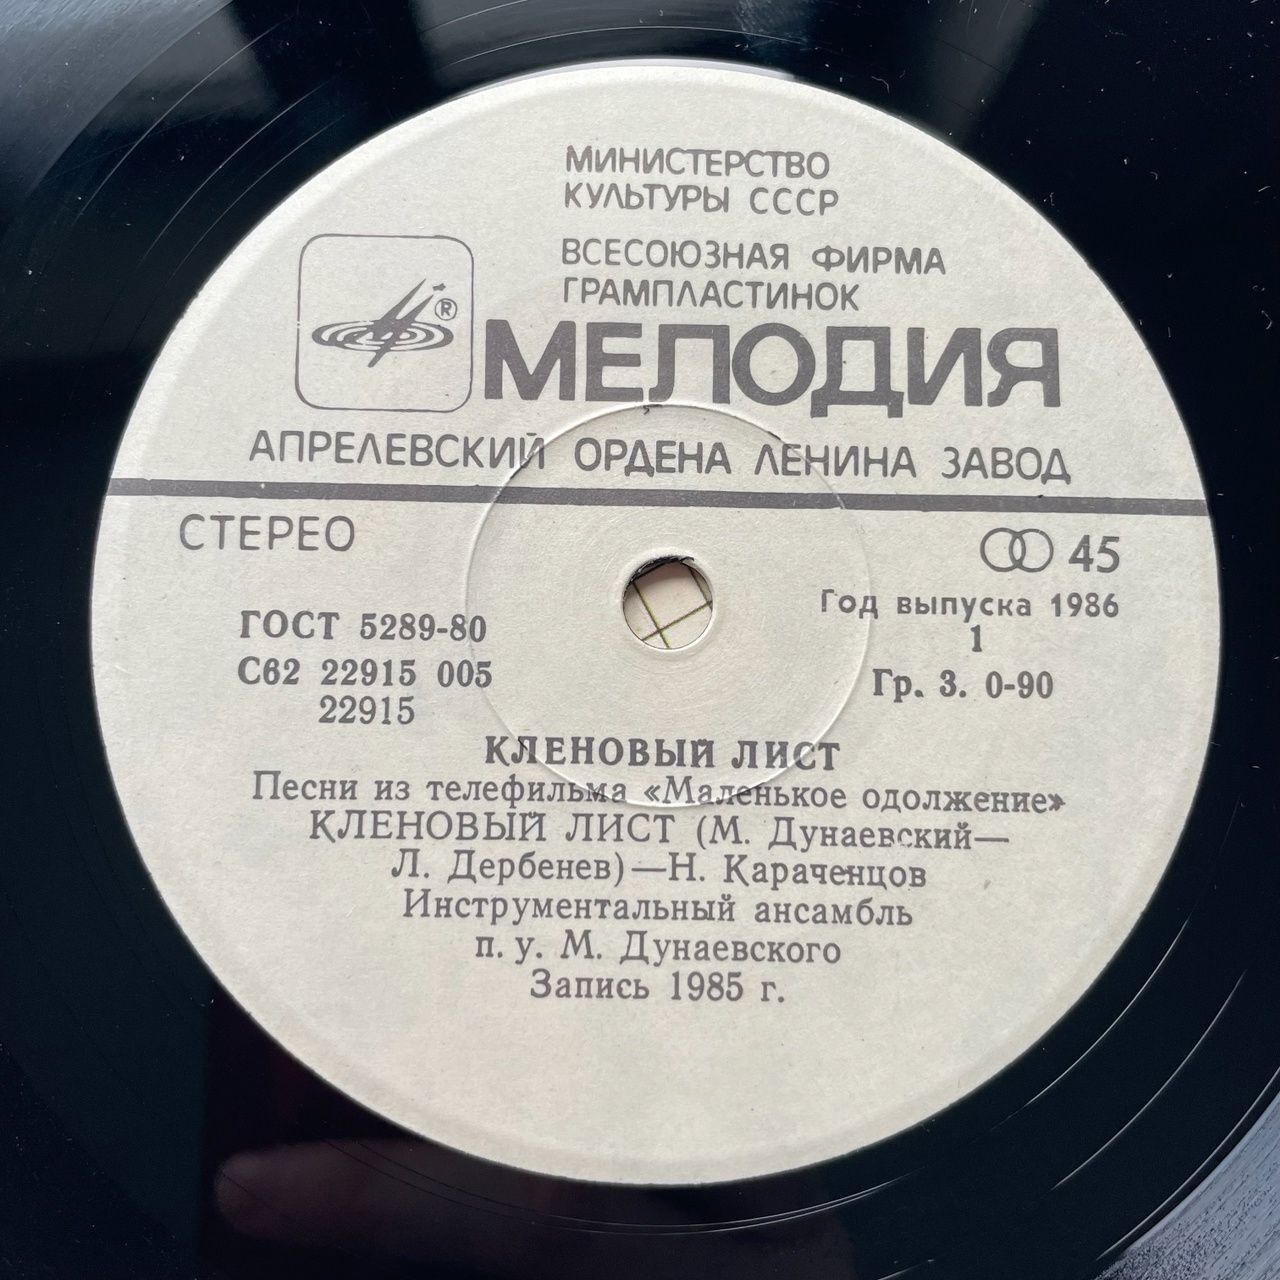 МИНИСТЕРСТВО
КУЛЬТУРЫ СССР
ВСЕСОЮЗНАЯ ФИРМА
ГРАМПЛАСТИНОК
®
МЕЛОДИЯ
АПРЕЛЕВСКИЙ ОРДЕНА ЛЕНИНА ЗАВОД
СТЕРЕО
45
ГОСТ 5289-80
Год выпуска 1986
1
С62 22915 005
Гр. 3. 0-90
22915
КЛЕНОВЫЙ ЛИСТ
Песни из телефильма «Маленькое одолжение»
КЛЕНОВЫЙ ЛИСТ (М. Дунаевский—
Л. Дербенев)—Н. Караченцов
Инструментальный ансамбль
п. у. М. Дунаевского
Запись 1985 г.